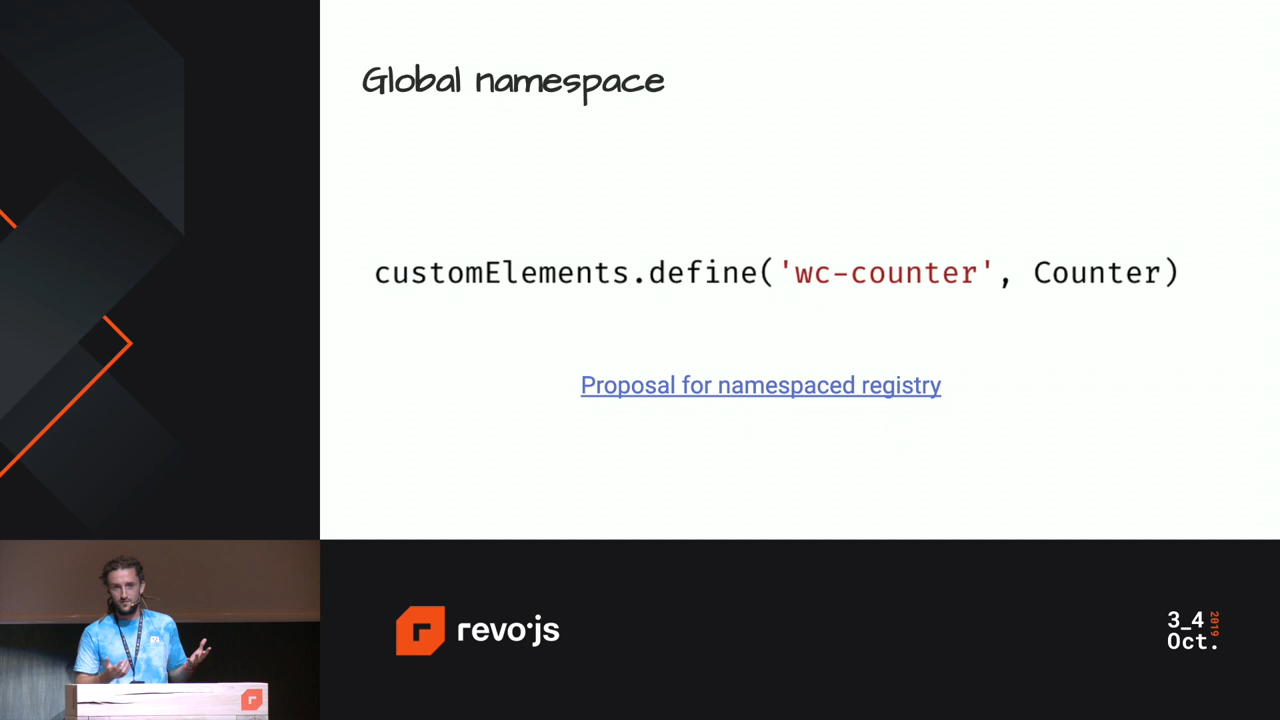 Global namespace
customElements.define('wc-counter', Counter)
Proposal for namespaced registry
revo·js
3_4
Oct.
2019